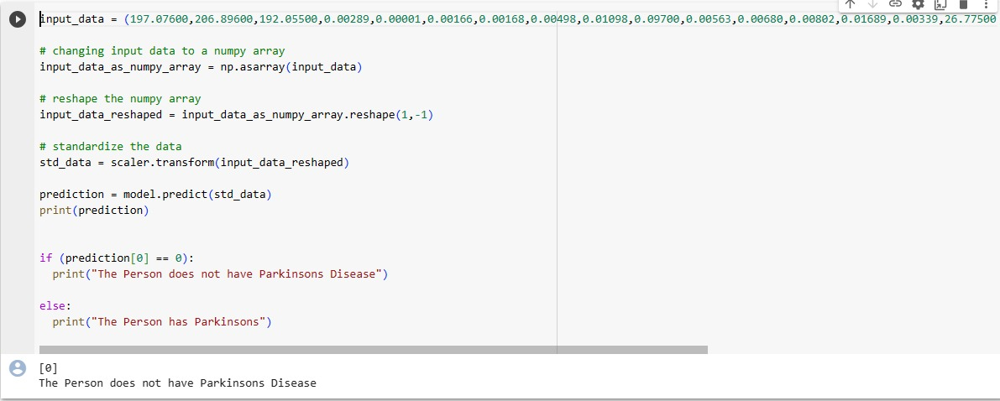 input_data = (197.07600,206.89600,192.05500,0.00289,0.00001,0.00166,0.00168,0.00498,0.01098,0.09700,0.00563,0.00680,0.00802,0.01689,0.00339,26.77500
# changing input data to a numpy array
input_data_as_numpy_array = np.asarray(input_data)
# reshape the numpy array
input_data_reshaped = input_data_as_numpy_array.reshape(1,-1)
# standardize the data
std_data = scaler.transform(input_data_reshaped)
prediction = model.predict(std_data)
print(prediction)
if (prediction[0] == 0):
  print("The Person does not have Parkinsons Disease")
else:
  print("The Person has Parkinsons")
[0]
The Person does not have Parkinsons Disease